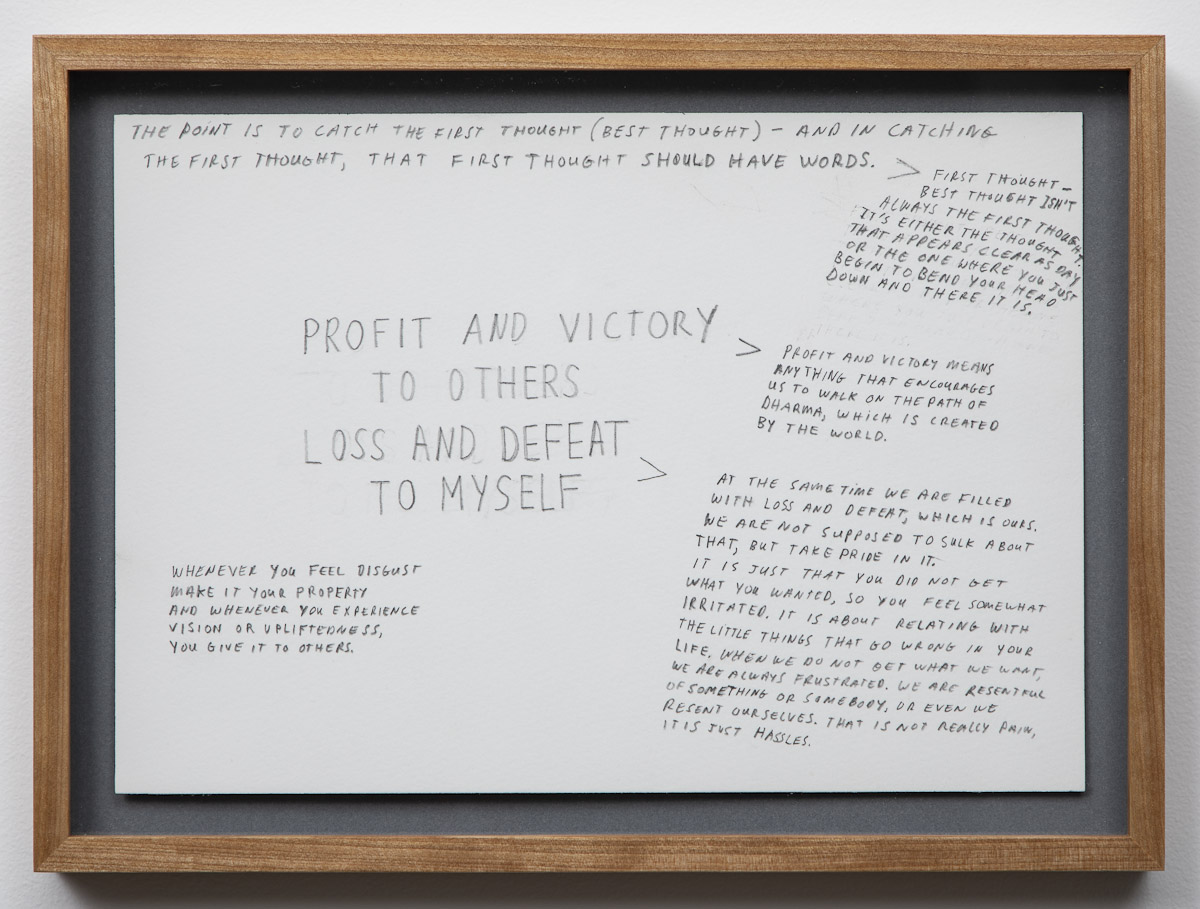 THE POINT IS TO CATCH THE FIRST THOUGHT (BEST THOUGHT) – AND IN CATCHING
THE FIRST THOUGHT, THAT FIRST THOUGHT SHOULD HAVE WORDS. >
FIRST THOUGHT –
BEST THOUGHT ISN'T
ALWAYS THE FIRST THOUGHT.
IT'S EITHER THE THOUGHT
THAT APPEARS CLEAR AS DAY
OR THE ONE WHERE YOU JUST
BEGIN TO BEND YOUR HEAD
DOWN AND THERE IT IS.
PROFIT AND VICTORY >
TO OTHERS
LOSS AND DEFEAT >
TO MYSELF
PROFIT AND VICTORY MEANS
ANYTHING THAT ENCOURAGES
US TO WALK ON THE PATH OF
DHARMA, WHICH IS CREATED
BY THE WORLD.
AT THE SAME TIME WE ARE FILLED
WITH LOSS AND DEFEAT, WHICH IS OURS.
WE ARE NOT SUPPOSED TO SULK ABOUT
THAT, BUT TAKE PRIDE IN IT.
IT IS JUST THAT YOU DID NOT GET
WHAT YOU WANTED, SO YOU FEEL SOMEWHAT
IRRITATED. IT IS ABOUT RELATING WITH
THE LITTLE THINGS THAT GO WRONG IN YOUR
LIFE. WHEN WE DO NOT GET WHAT WE WANT,
WE ARE ALWAYS FRUSTRATED. WE ARE RESENTFUL
OF SOMETHING OR SOMEBODY, OR EVEN WE
RESENT OURSELVES. THAT IS NOT REALLY PAIN,
IT IS JUST HASSLES.
WHENEVER YOU FEEL DISGUST
MAKE IT YOUR PROPERTY
AND WHENEVER YOU EXPERIENCE
VISION OR UPLIFTEDNESS,
YOU GIVE IT TO OTHERS.